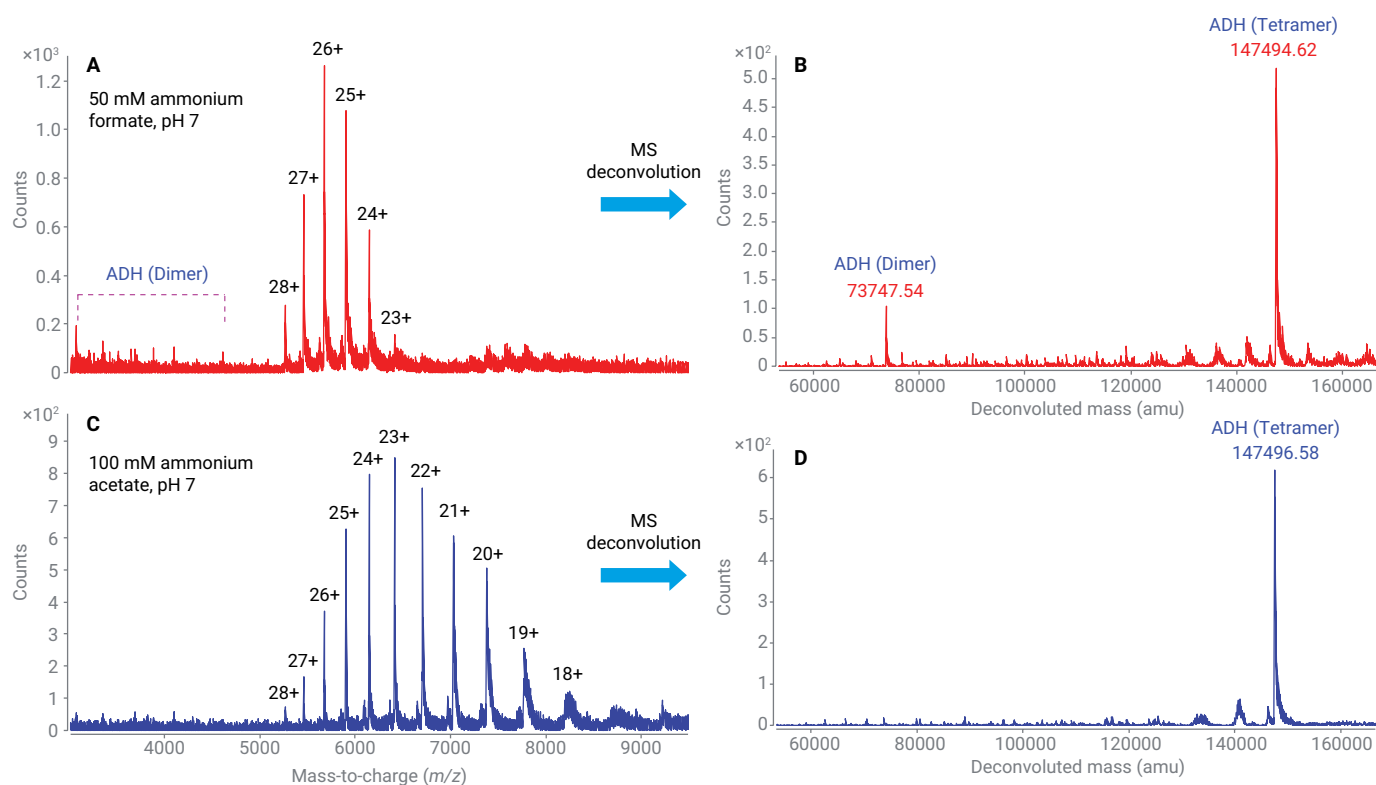 A
50 mM ammonium
formate, pH 7
×10³
1.2
1.0
0.8
0.6
0.4
0.2
0
Counts
ADH (Dimer)
28+
27+
26+
25+
24+
23+
MS
deconvolution
B
ADH (Tetramer)
147494.62
×10²
5.0
4.5
4.0
3.5
3.0
2.5
2.0
1.5
1.0
0.5
0
Counts
ADH (Dimer)
73747.54
60000 80000 100000 120000 140000 160000
Deconvoluted mass (amu)
C
100 mM ammonium
acetate, pH 7
×10²
9
8
7
6
5
4
3
2
1
0
Counts
28+
27+
26+
25+
24+
23+
22+
21+
20+
19+
18+
4000 5000 6000 7000 8000 9000
Mass-to-charge (m/z)
MS
deconvolution
D
ADH (Tetramer)
147496.58
×10²
6
5
4
3
2
1
0
Counts
60000 80000 100000 120000 140000 160000
Deconvoluted mass (amu)